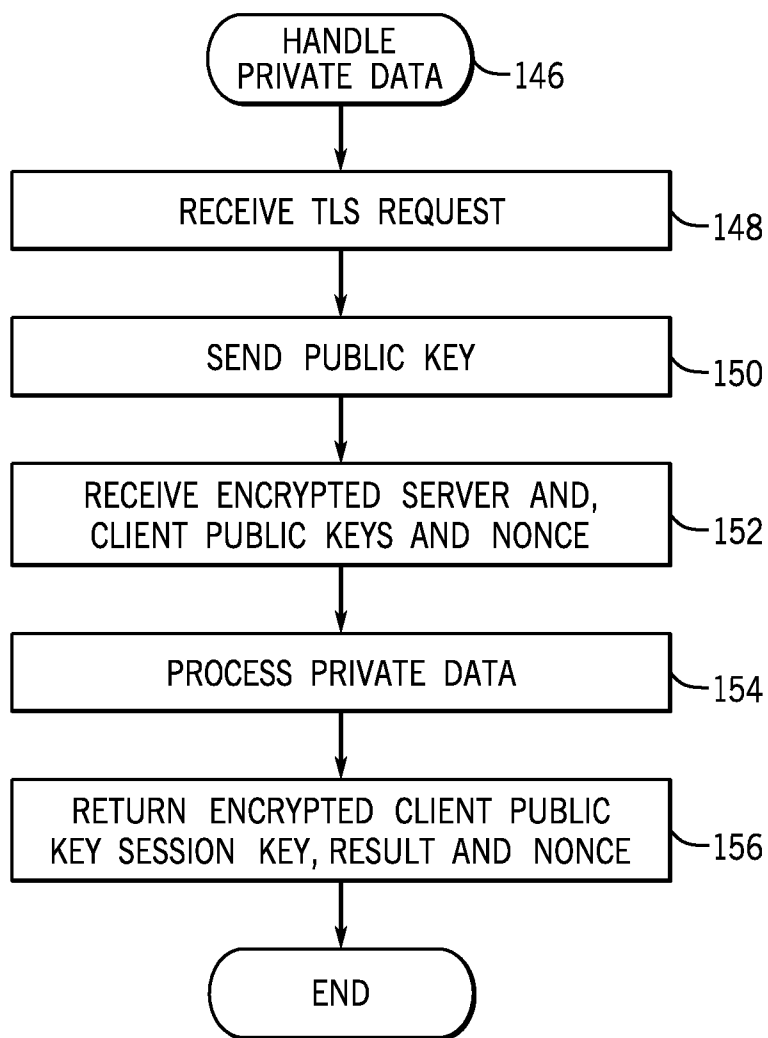 HANDLE
PRIVATE DATA
146
RECEIVE TLS REQUEST
148
SEND PUBLIC KEY
150
RECEIVE ENCRYPTED SERVER AND,
CLIENT PUBLIC KEYS AND NONCE
152
PROCESS PRIVATE DATA
154
RETURN ENCRYPTED CLIENT PUBLIC
KEY SESSION KEY, RESULT AND NONCE
156
END